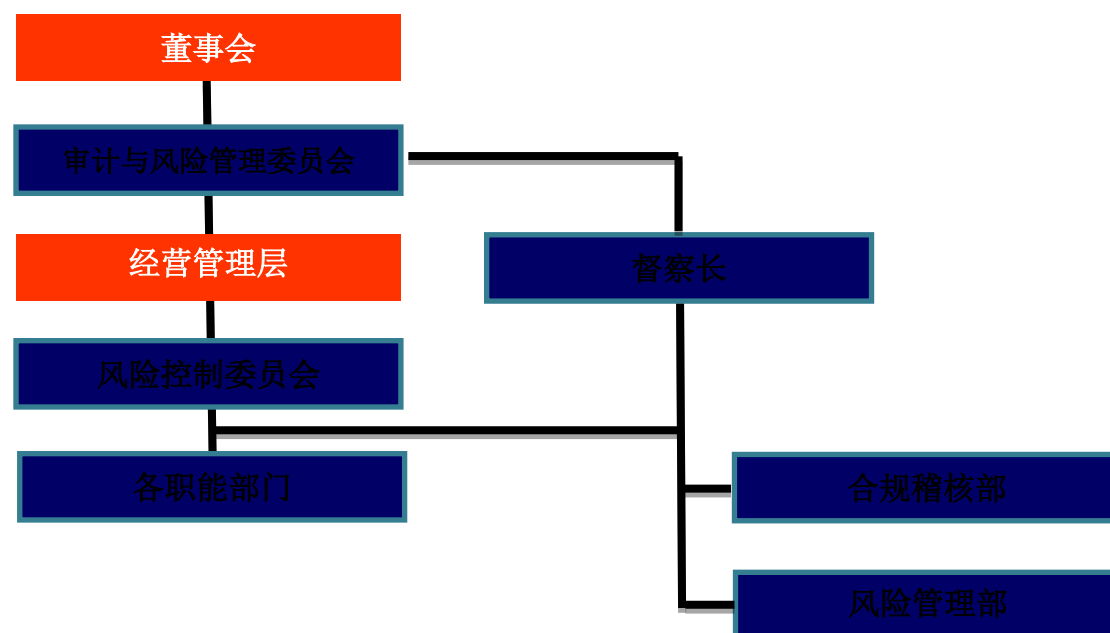 董事会
审计与风险管理委员会
经营管理层
督察长
风险控制委员会
各职能部门
合规稽核部
风险管理部